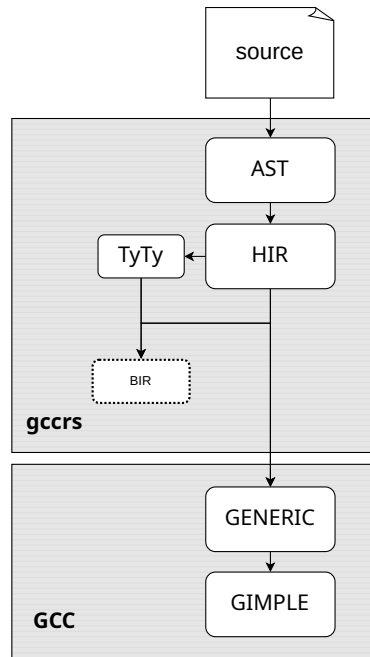 source
AST
HIR
TyTy
BIR
gccrs
GENERIC
GIMPLE
GCC